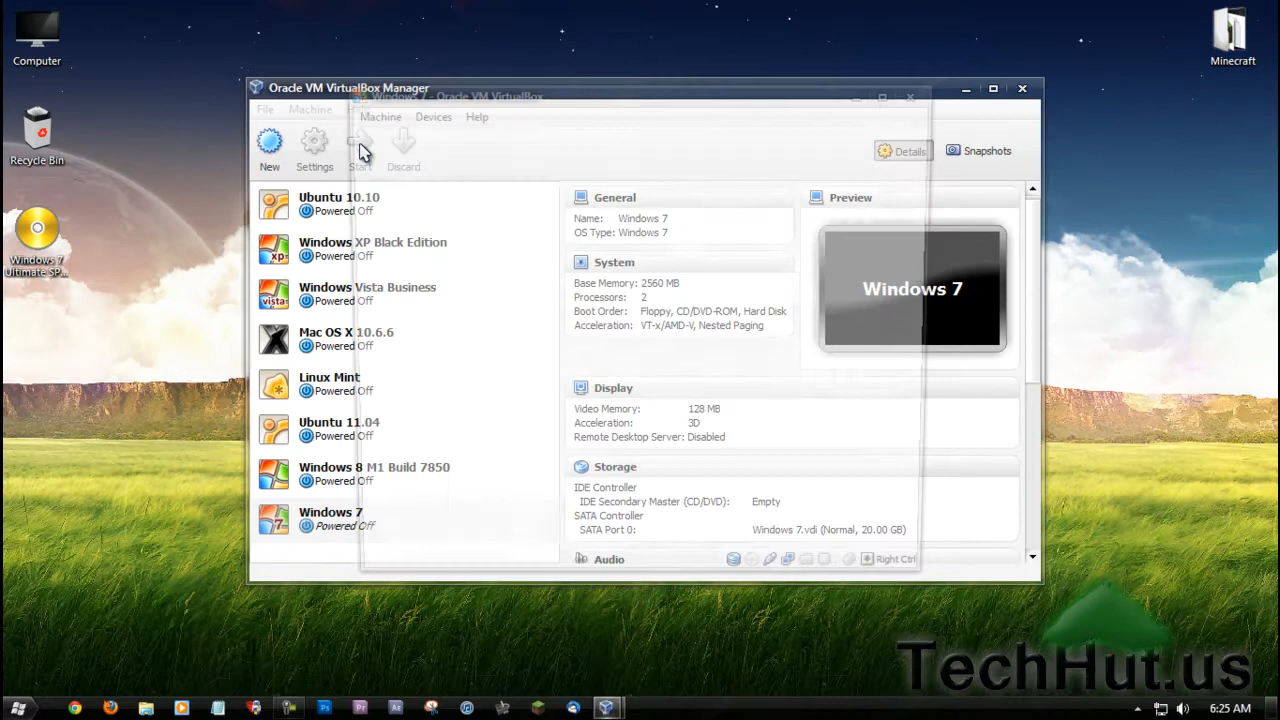 Computer
Recycle Bin
Windows 7
Ultimate SP...
Minecraft
Oracle VM VirtualBox Manager
Windows 7 - Oracle VM VirtualBox
File Machine Help
Machine Devices Help
New Settings Start Discard
Details Snapshots
Ubuntu 10.10
Powered Off
Windows XP Black Edition
Powered Off
Windows Vista Business
Powered Off
Mac OS X 10.6.6
Powered Off
Linux Mint
Powered Off
Ubuntu 11.04
Powered Off
Windows 8 M1 Build 7850
Powered Off
Windows 7
Powered Off
General
Name: Windows 7
OS Type: Windows 7
System
Base Memory: 2560 MB
Processors: 2
Boot Order: Floppy, CD/DVD-ROM, Hard Disk
Acceleration: VT-x/AMD-V, Nested Paging
Preview
Windows 7
Display
Video Memory: 128 MB
Acceleration: 3D
Remote Desktop Server: Disabled
Storage
IDE Controller
IDE Secondary Master (CD/DVD): Empty
SATA Controller
SATA Port 0: Windows 7.vdi (Normal, 20.00 GB)
Audio
Right Ctrl
TechHut.us
Ps Pr Ae
6:25 AM